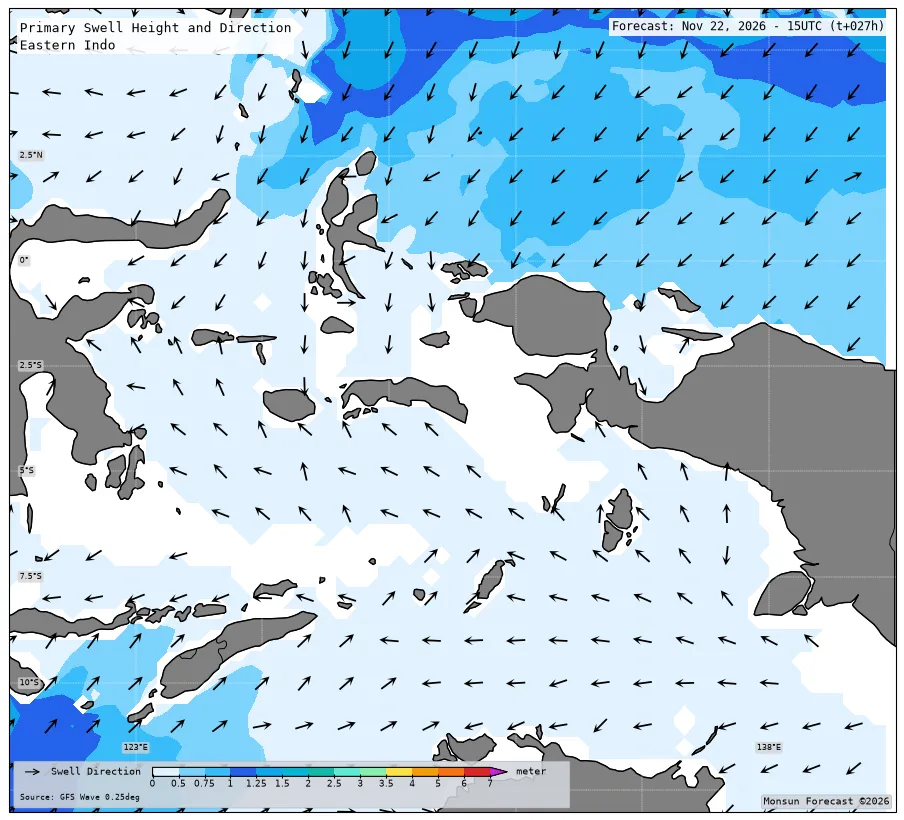 Primary Swell Height and Direction
Eastern Indo
Forecast: Nov 22, 2026 - 15UTC (t+027h)
2.5°N
0°
2.5°S
5°S
7.5°S
10°S
123°E
138°E
Swell Direction
meter
0 0.5 0.75 1 1.25 1.5 2 2.5 3 3.5 4 5 6 7
Source: GFS Wave 0.25deg
Monsun Forecast ©2026